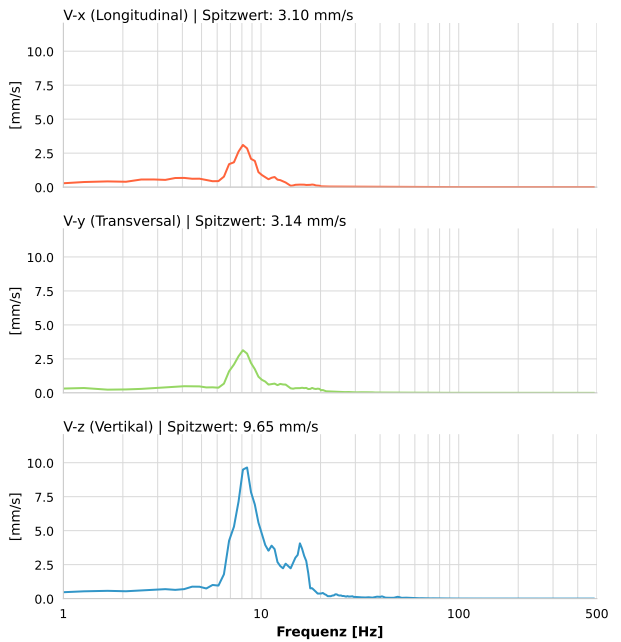 V-x (Longitudinal) | Spitzwert: 3.10 mm/s
10.0
7.5
5.0
2.5
0.0
[mm/s]
V-y (Transversal) | Spitzwert: 3.14 mm/s
10.0
7.5
5.0
2.5
0.0
[mm/s]
V-z (Vertikal) | Spitzwert: 9.65 mm/s
10.0
7.5
5.0
2.5
0.0
[mm/s]
1 10 100 500
Frequenz [Hz]